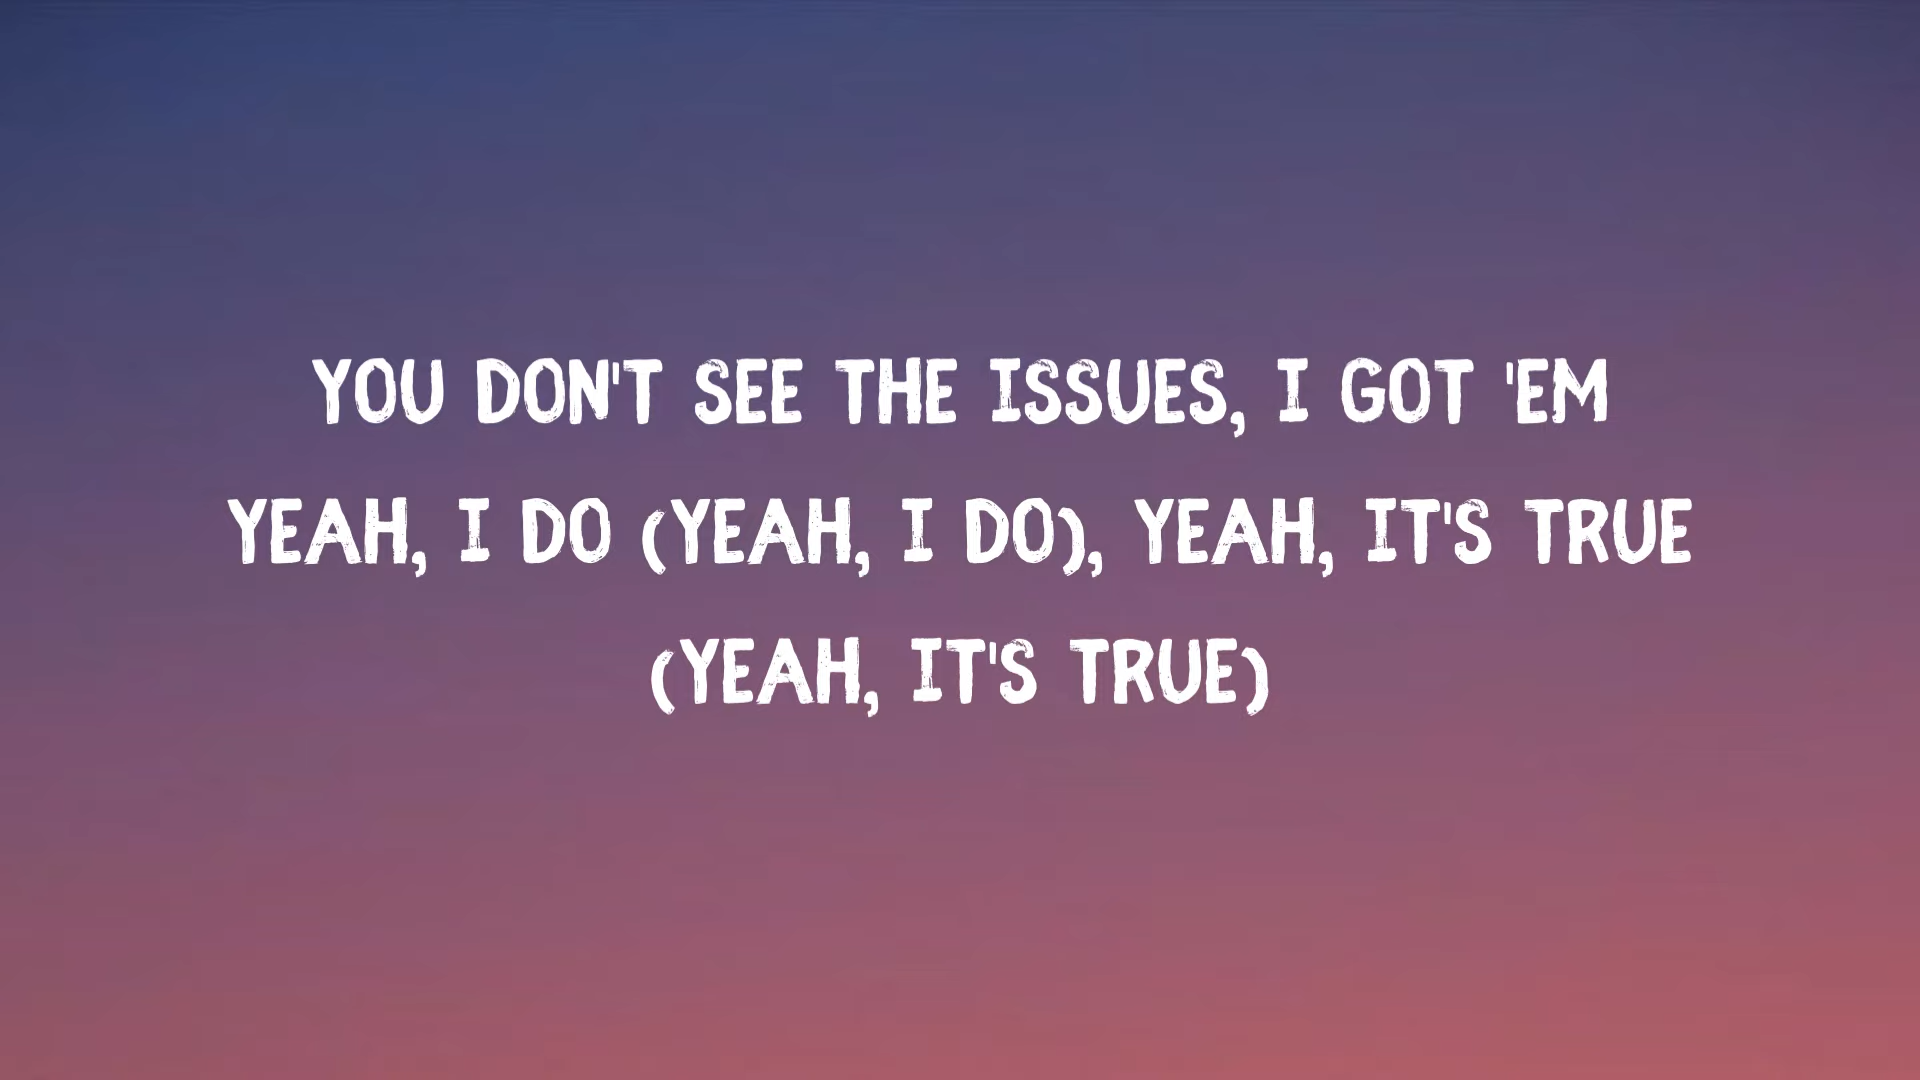 YOU DON'T SEE THE ISSUES, I GOT 'EM
YEAH, I DO (YEAH, I DO), YEAH, IT'S TRUE
(YEAH, IT'S TRUE)